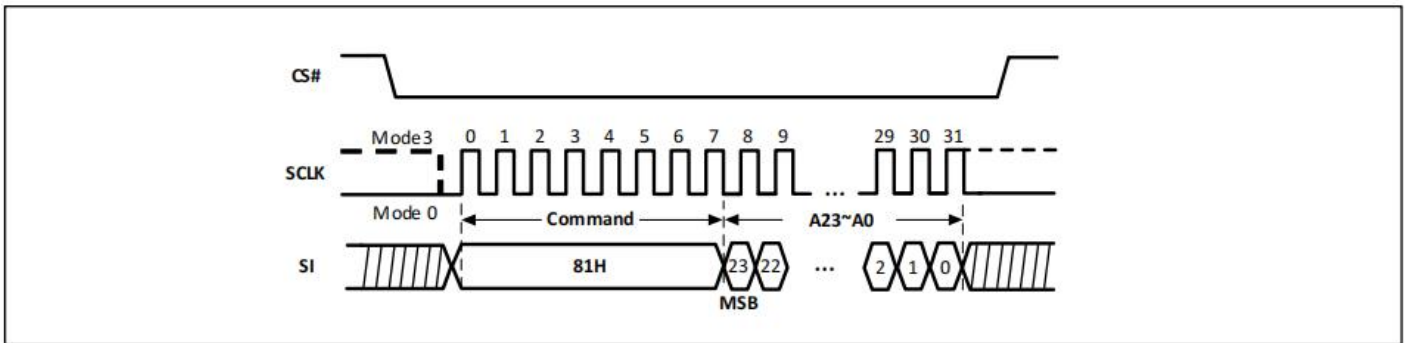 CS#
Mode3 0 1 2 3 4 5 6 7 8 9 29 30 31
SCLK
...
Mode 0 Command A23~A0
SI 81H 23 22 ... 2 1 0
MSB